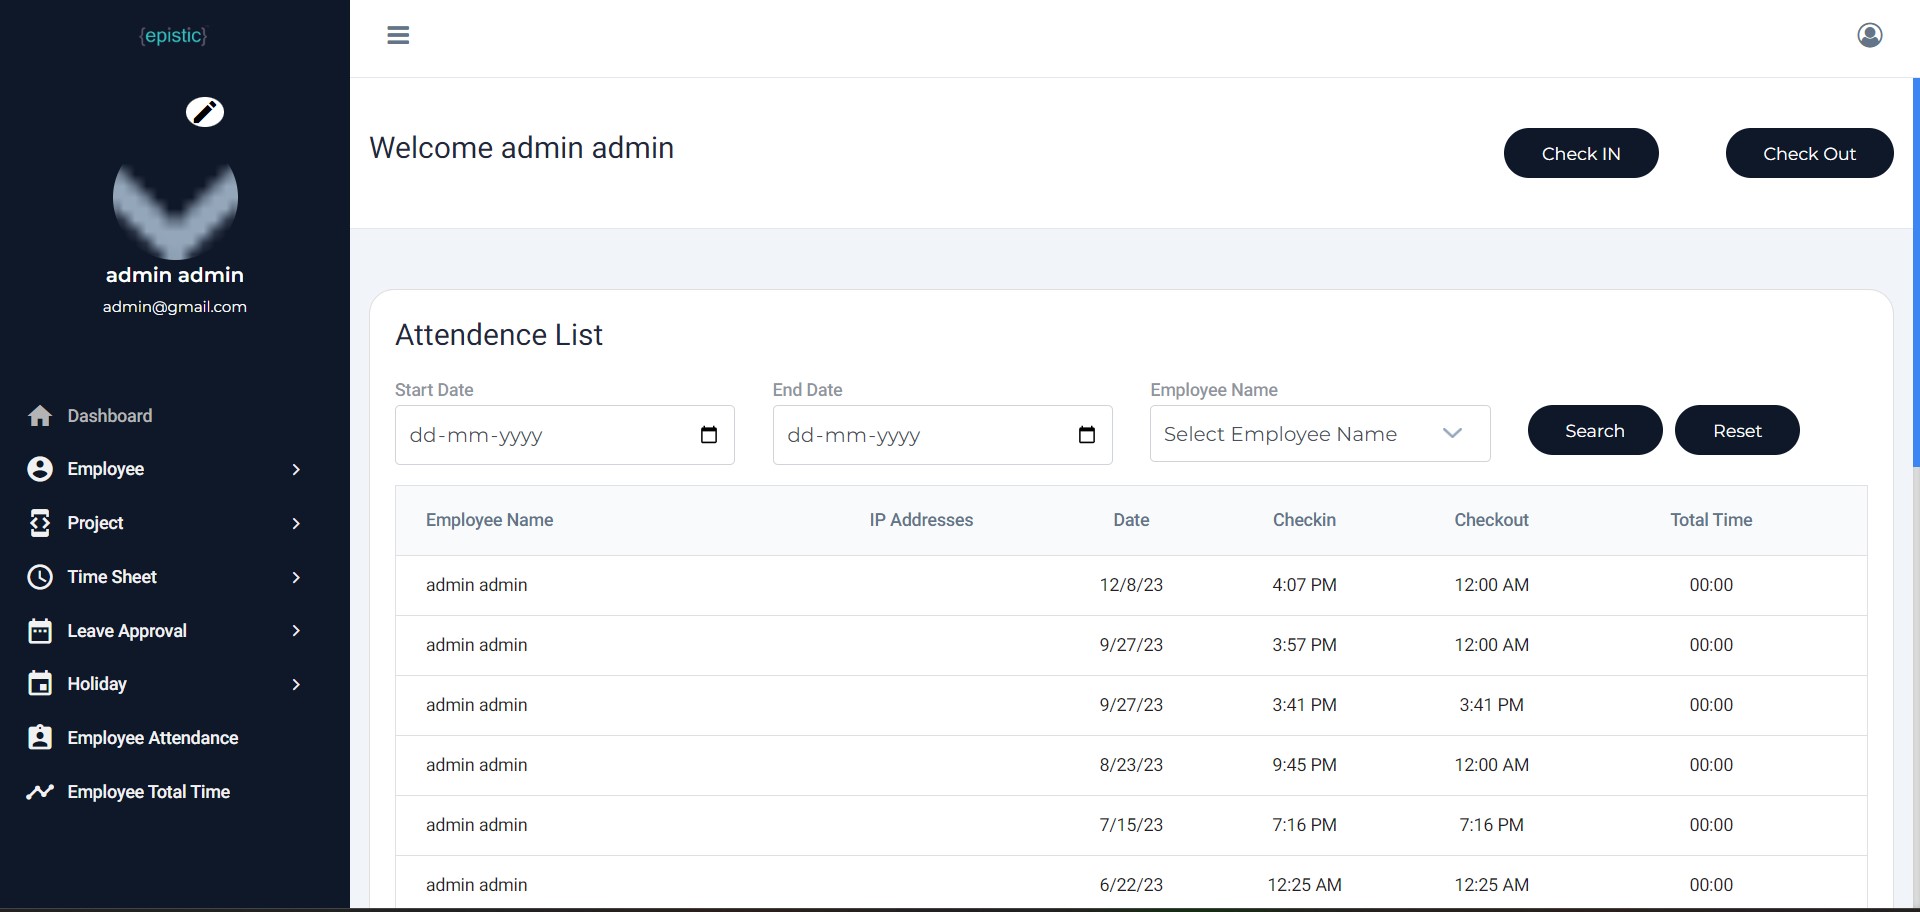 {epistic}
admin admin
admin@gmail.com
Dashboard
Employee
Project
Time Sheet
Leave Approval
Holiday
Employee Attendance
Employee Total Time
Welcome admin admin
Check IN Check Out
Attendence List
Start Date End Date Employee Name
dd-mm-yyyy dd-mm-yyyy Select Employee Name Search Reset
Employee Name IP Addresses Date Checkin Checkout Total Time
admin admin 12/8/23 4:07 PM 12:00 AM 00:00
admin admin 9/27/23 3:57 PM 12:00 AM 00:00
admin admin 9/27/23 3:41 PM 3:41 PM 00:00
admin admin 8/23/23 9:45 PM 12:00 AM 00:00
admin admin 7/15/23 7:16 PM 7:16 PM 00:00
admin admin 6/22/23 12:25 AM 12:25 AM 00:00